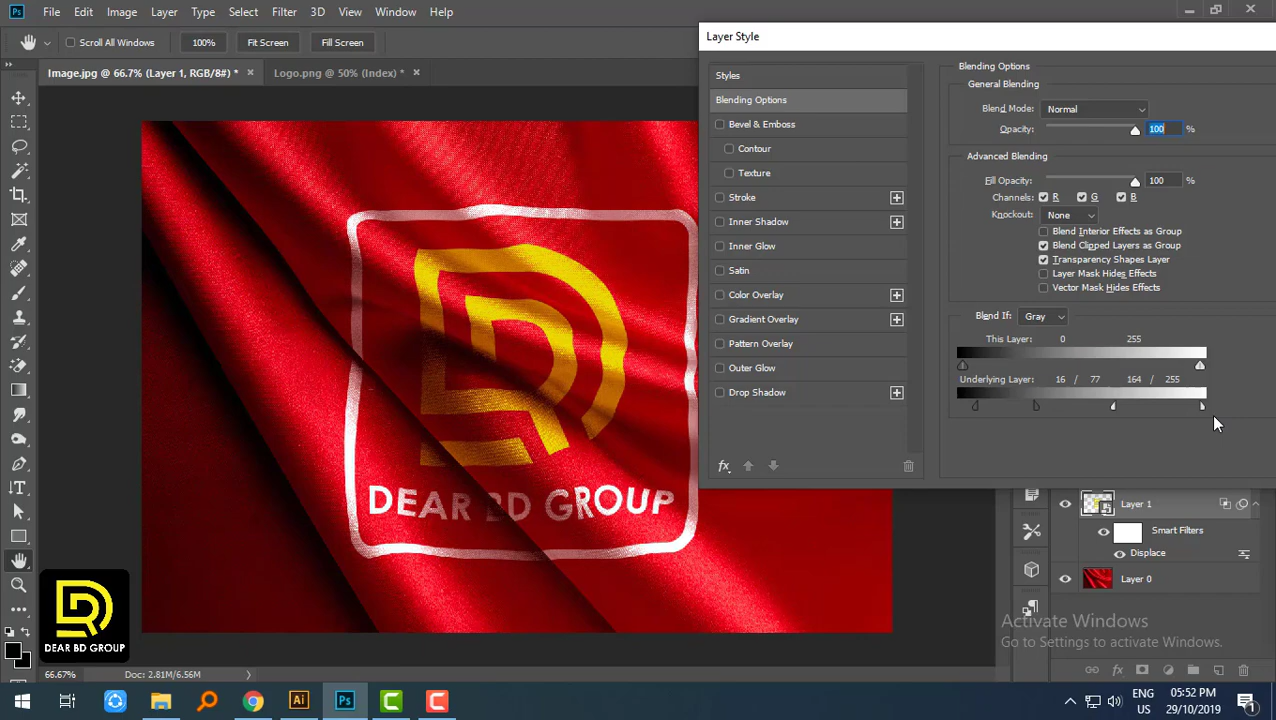 Ps File Edit Image Layer Type Select Filter 3D View Window Help
Scroll All Windows 100% Fit Screen Fill Screen
Image.jpg @ 66.7% (Layer 1, RGB/8#) * × Logo.png @ 50% (Index) * ×
Layer Style
Styles
Blending Options
Bevel & Emboss
Contour
Texture
Stroke
Inner Shadow
Inner Glow
Satin
Color Overlay
Gradient Overlay
Pattern Overlay
Outer Glow
Drop Shadow
fx
Blending Options
General Blending
Blend Mode: Normal
Opacity: 100 %
Advanced Blending
Fill Opacity: 100 %
Channels: R G B
Knockout: None
Blend Interior Effects as Group
Blend Clipped Layers as Group
Transparency Shapes Layer
Layer Mask Hides Effects
Vector Mask Hides Effects
Blend If: Gray
This Layer: 0 255
Underlying Layer: 16 / 77 164 / 255
DEAR BD GROUP
Layer 1
Smart Filters
Displace
Layer 0
DEAR BD GROUP
Activate Windows
Go to Settings to activate Windows.
66.67% Doc: 2.81M/6.56M
fx
Ai Ps C C
ENG
US
05:52 PM
29/10/2019
1